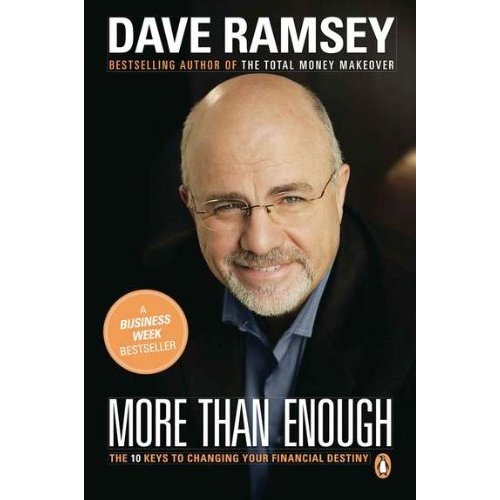 DAVE RAMSEY
BESTSELLING AUTHOR OF THE TOTAL MONEY MAKEOVER
A
BUSINESS
WEEK
BESTSELLER
MORE THAN ENOUGH
THE 10 KEYS TO CHANGING YOUR FINANCIAL DESTINY